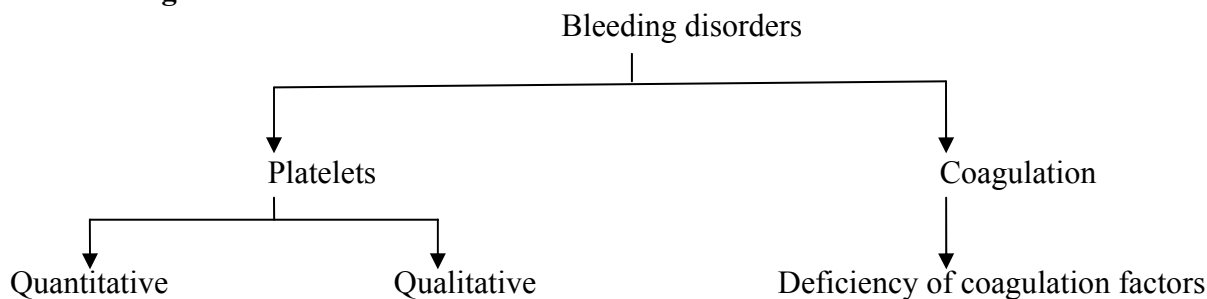 Bleeding disorders
Platelets Coagulation
Quantitative Qualitative Deficiency of coagulation factors